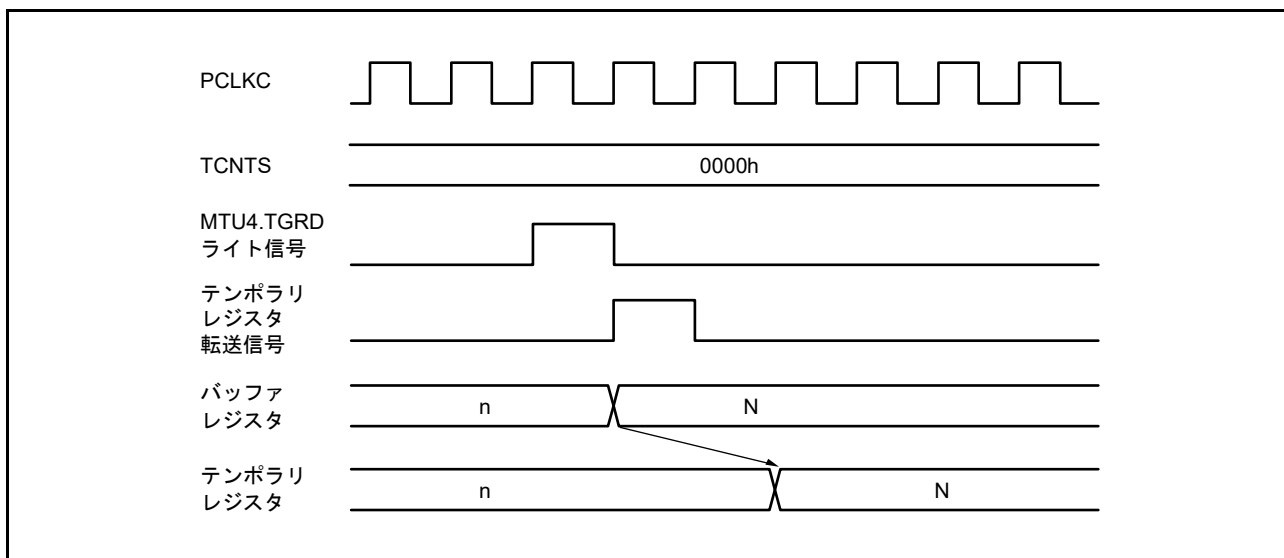 PCLKC
TCNTS
0000h
MTU4.TGRD
ライト信号
テンポラリ
レジスタ
転送信号
バッファ
レジスタ
n
N
テンポラリ
レジスタ
n
N